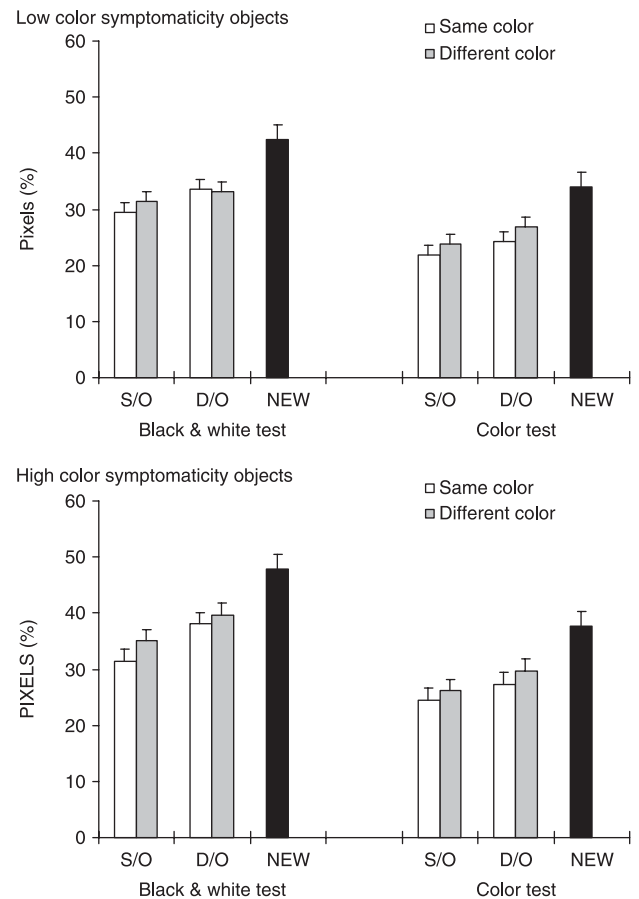 Low color symptomaticity objects
Same color
Different color
60
50
40
30
20
10
0
Pixels (%)
S/O D/O NEW S/O D/O NEW
Black & white test Color test
High color symptomaticity objects
Same color
Different color
60
50
40
30
20
10
0
PIXELS (%)
S/O D/O NEW S/O D/O NEW
Black & white test Color test